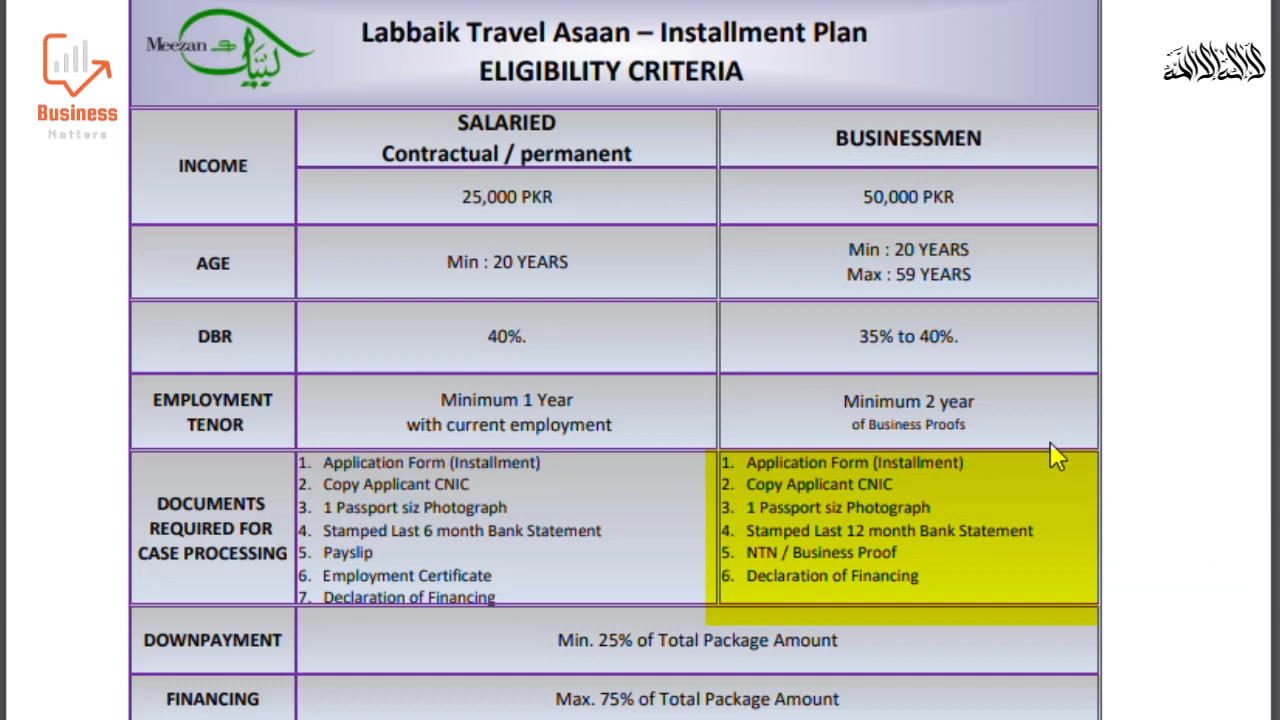 Labbaik Travel Asaan – Installment Plan
ELIGIBILITY CRITERIA
Meezan
لبیک
Business
Matters
لا إله إلا الله
INCOME
SALARIED
Contractual / permanent
BUSINESSMEN
25,000 PKR
50,000 PKR
AGE
Min : 20 YEARS
Min : 20 YEARS
Max : 59 YEARS
DBR
40%.
35% to 40%.
EMPLOYMENT
TENOR
Minimum 1 Year
with current employment
Minimum 2 year
of Business Proofs
DOCUMENTS
REQUIRED FOR
CASE PROCESSING
1. Application Form (Installment)
2. Copy Applicant CNIC
3. 1 Passport siz Photograph
4. Stamped Last 6 month Bank Statement
5. Payslip
6. Employment Certificate
7. Declaration of Financing
1. Application Form (Installment)
2. Copy Applicant CNIC
3. 1 Passport siz Photograph
4. Stamped Last 12 month Bank Statement
5. NTN / Business Proof
6. Declaration of Financing
DOWNPAYMENT
Min. 25% of Total Package Amount
FINANCING
Max. 75% of Total Package Amount